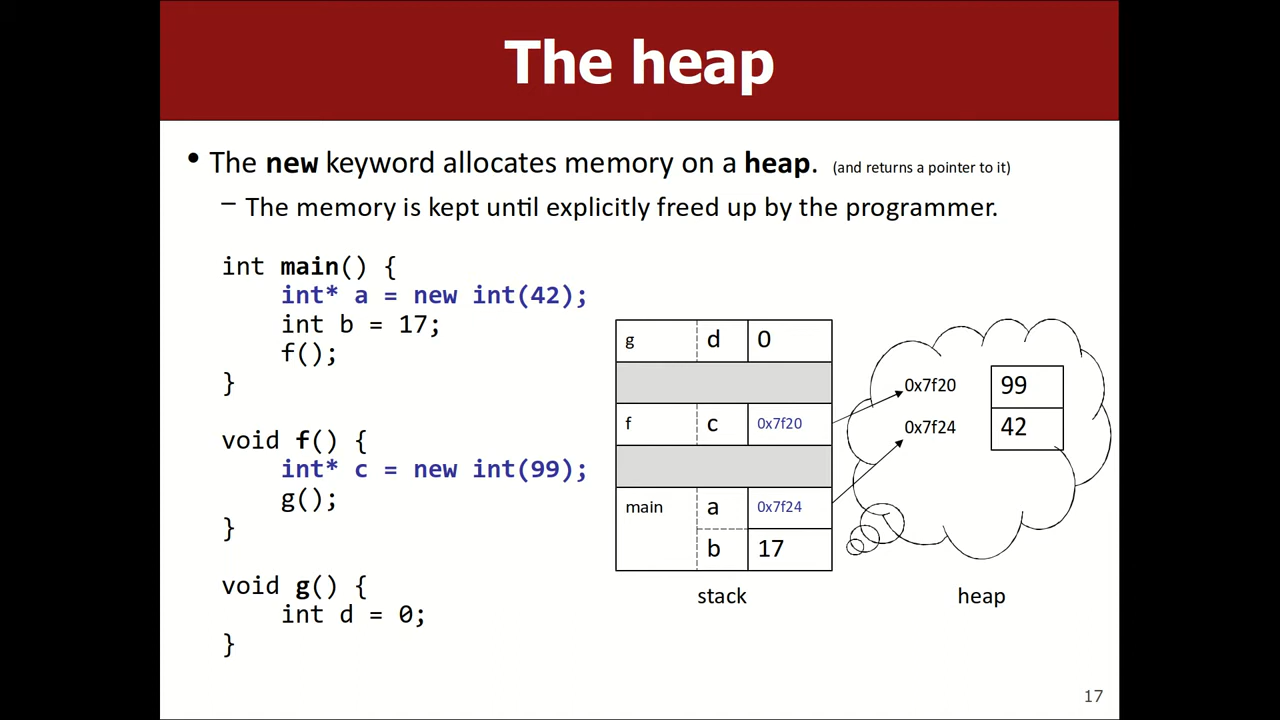 The heap
• The new keyword allocates memory on a heap. (and returns a pointer to it)
– The memory is kept until explicitly freed up by the programmer.
int main() {
    int* a = new int(42);
    int b = 17;
    f();
}
void f() {
    int* c = new int(99);
    g();
}
void g() {
    int d = 0;
}
g d 0
f c 0x7f20
main a 0x7f24
b 17
stack
0x7f20 99
0x7f24 42
heap
17